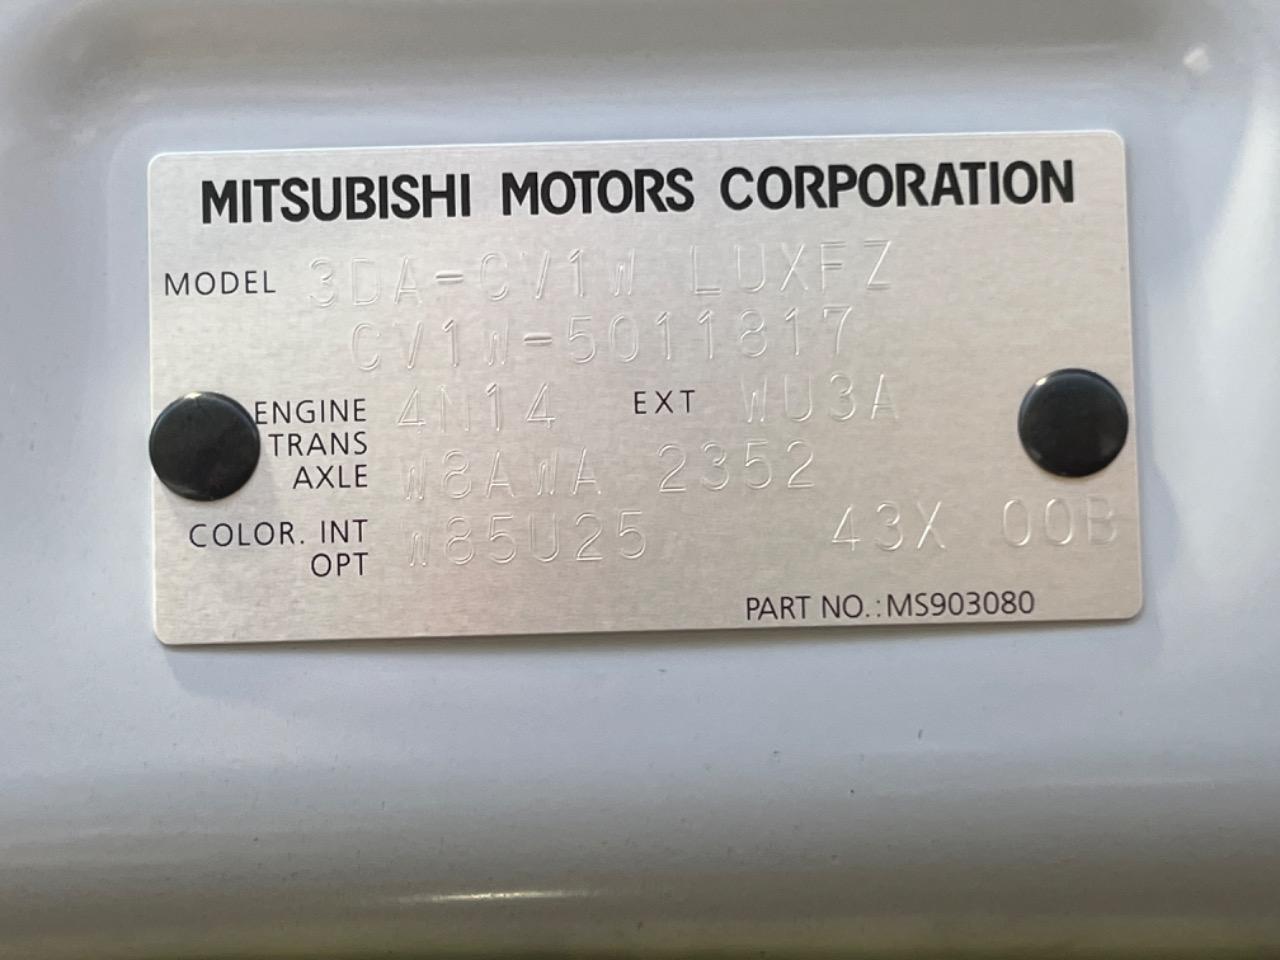 MITSUBISHI MOTORS CORPORATION
MODEL 3DA-CV1W LUXFZ
CV1W-5011817
ENGINE 4N14 EXT WU3A
TRANS
AXLE W8AWA 2352
COLOR. INT W85U25 43X 00B
OPT
PART NO.:MS903080